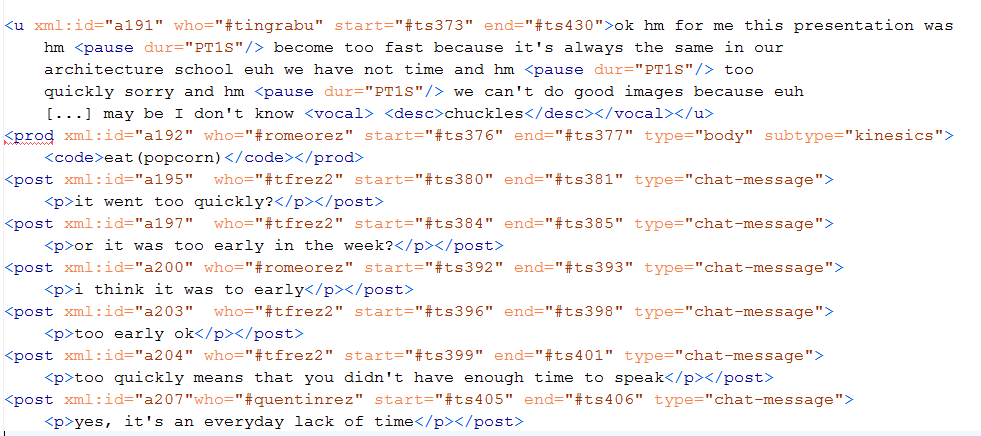 <u xml:id="a191" who="#tingrabu" start="#ts373" end="#ts430">ok hm for me this presentation was
hm <pause dur="PT1S"/> become too fast because it's always the same in our
architecture school euh we have not time and hm <pause dur="PT1S"/> too
quickly sorry and hm <pause dur="PT1S"/> we can't do good images because euh
[...] may be I don't know <vocal> <desc>chuckles</desc></vocal></u>
<prod xml:id="a192" who="#romeorez" start="#ts376" end="#ts377" type="body" subtype="kinesics">
<code>eat(popcorn)</code></prod>
<post xml:id="a195"  who="#tfrez2" start="#ts380" end="#ts381" type="chat-message">
<p>it went too quickly?</p></post>
<post xml:id="a197"  who="#tfrez2" start="#ts384" end="#ts385" type="chat-message">
<p>or it was too early in the week?</p></post>
<post xml:id="a200" who="#romeorez" start="#ts392" end="#ts393" type="chat-message">
<p>i think it was to early</p></post>
<post xml:id="a203"  who="#tfrez2" start="#ts396" end="#ts398" type="chat-message">
<p>too early ok</p></post>
<post xml:id="a204" who="#tfrez2" start="#ts399" end="#ts401" type="chat-message">
<p>too quickly means that you didn't have enough time to speak</p></post>
<post xml:id="a207"who="#quentinrez" start="#ts405" end="#ts406" type="chat-message">
<p>yes, it's an everyday lack of time</p></post>